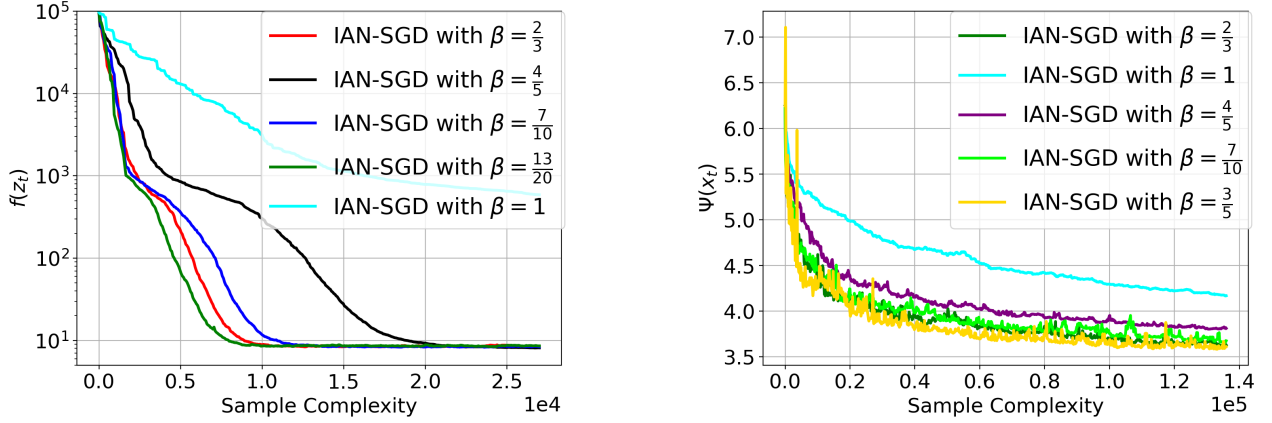 10^5
10^4
10^3
10^2
10^1
f(z_t)
IAN-SGD with β = 2/3
IAN-SGD with β = 4/5
IAN-SGD with β = 7/10
IAN-SGD with β = 13/20
IAN-SGD with β = 1
0.0 0.5 1.0 1.5 2.0 2.5
Sample Complexity 1e4
7.0
6.5
6.0
5.5
5.0
4.5
4.0
3.5
Ψ(x_t)
IAN-SGD with β = 2/3
IAN-SGD with β = 1
IAN-SGD with β = 4/5
IAN-SGD with β = 7/10
IAN-SGD with β = 3/5
0.0 0.2 0.4 0.6 0.8 1.0 1.2 1.4
Sample Complexity 1e5